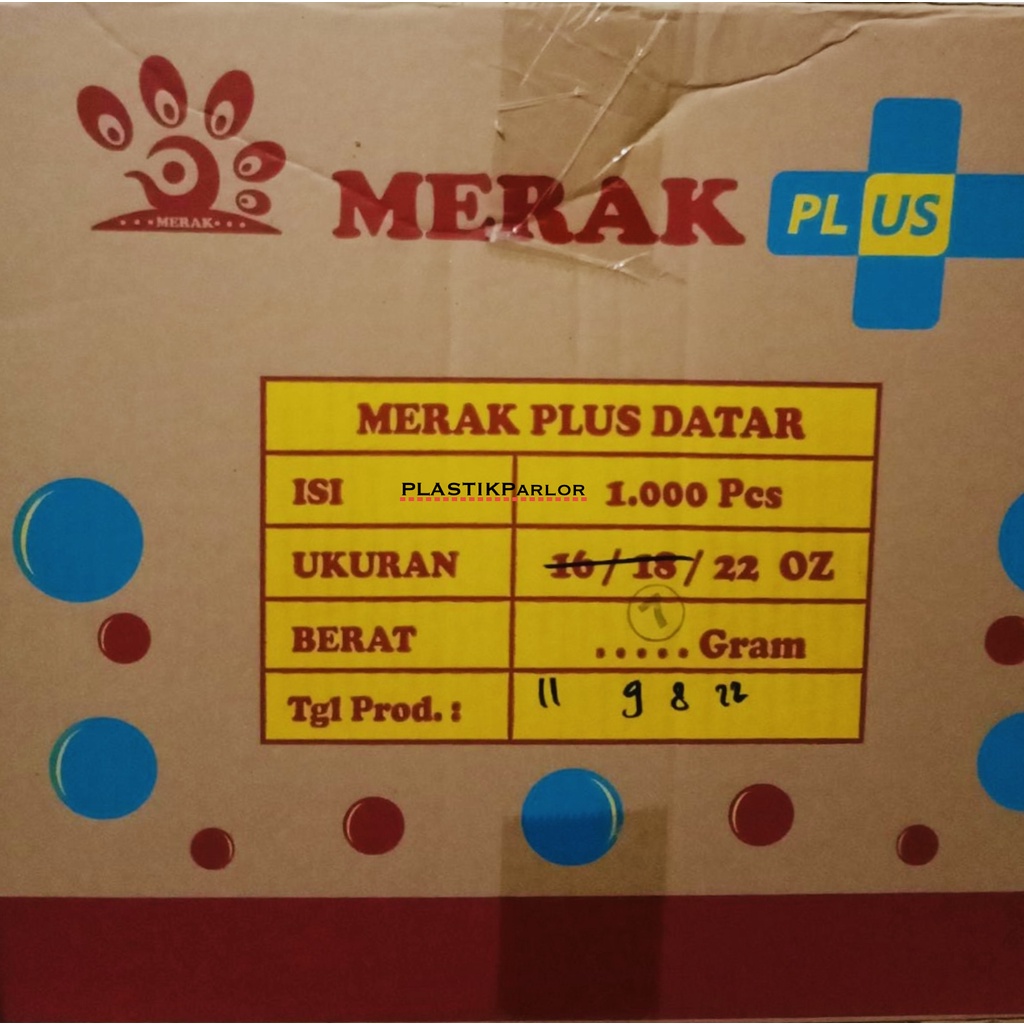 MERAK
MERAK
PLUS
MERAK PLUS DATAR
ISI PLASTIKPARLOR 1.000 Pcs
UKURAN 16 / 18 / 22 OZ
7
BERAT ..... Gram
Tgl Prod. : 11 9 8 22